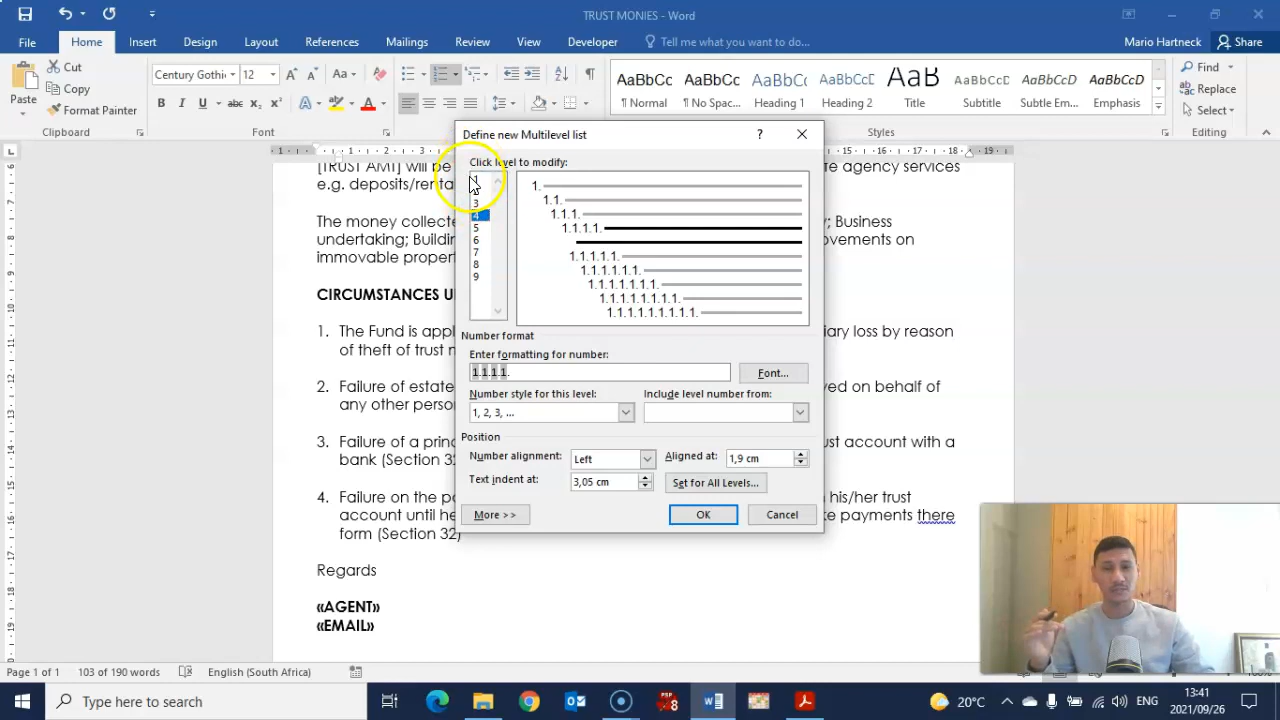 TRUST MONIES - Word
File Home Insert Design Layout References Mailings Review View Developer Tell me what you want to do... Mario Hartneck Share
Cut
Copy
Format Painter
Paste
Century Gothic 12
AaBbCc AaBbCc AaBbCc AaBbCc AaB AaBbCc AaBbCc
¶ Normal ¶ No Spac... Heading Heading 2 Title Subtitle Subtle Em... Emphasis
Find
Replace
Select
Clipboard Font Styles Editing
[TRUST AMT] will be
e.g. deposits/renta
te agency services
The money collecte
undertaking; Buildin
immovable propert
; Business
ovements on
CIRCUMSTANCES U
1. The Fund is appl
of theft of trust m
iary loss by reason
2. Failure of estate
any other perso
ved on behalf of
3. Failure of a princ
bank (Section 32
ust account with a
4. Failure on the po
account until he
form (Section 32)
n his/her trust
ke payments there
Regards
«AGENT»
«EMAIL»
Define new Multilevel list
Click level to modify:
1
2
3
4
5
6
7
8
9
1.
1.1.
1.1.1.
1.1.1.1.
1.1.1.1.1.
1.1.1.1.1.1.
1.1.1.1.1.1.1.
1.1.1.1.1.1.1.1.
1.1.1.1.1.1.1.1.1.
Number format
Enter formatting for number:
1.1.1.1.
Font...
Number style for this level: Include level number from:
1, 2, 3, ...
Position
Number alignment: Left Aligned at: 1,9 cm
Text indent at: 3,05 cm Set for All Levels...
More >> OK Cancel
Page 1 of 1 103 of 190 words English (South Africa)
Type here to search
20°C
ENG
13:41
2021/09/26